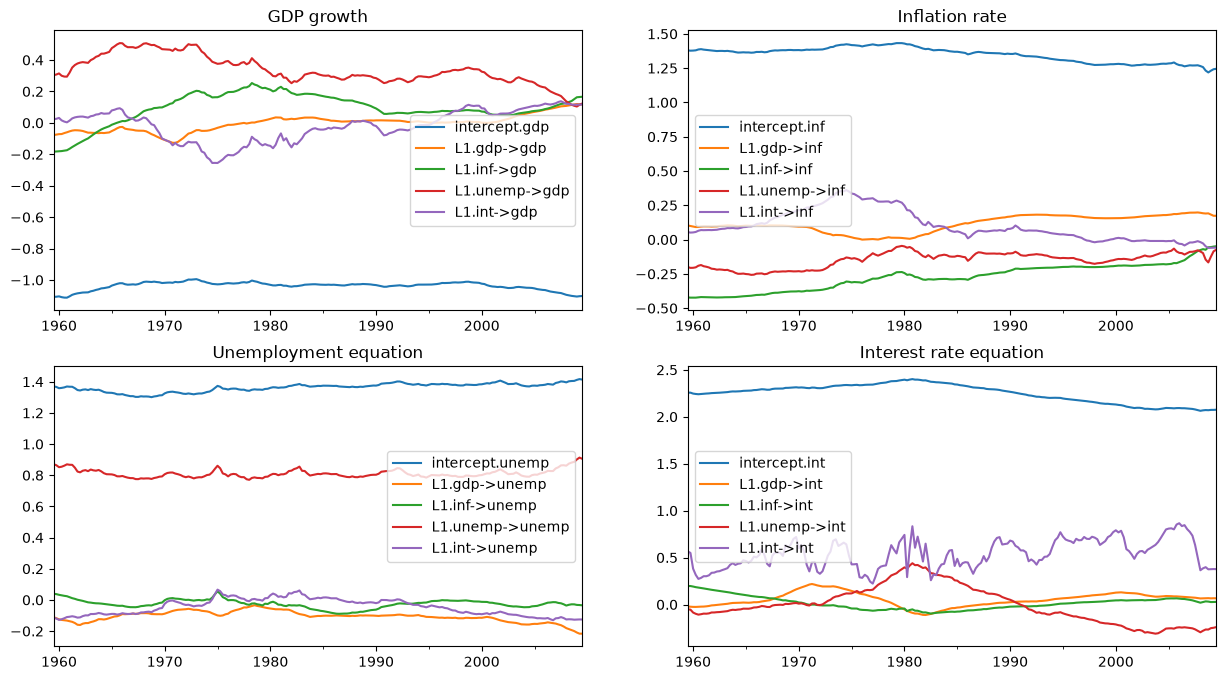 GDP growth
0.4
0.2
0.0
−0.2
−0.4
−0.6
−0.8
−1.0
intercept.gdp
L1.gdp->gdp
L1.inf->gdp
L1.unemp->gdp
L1.int->gdp
1960 1970 1980 1990 2000
Inflation rate
1.50
1.25
1.00
0.75
0.50
0.25
0.00
−0.25
−0.50
intercept.inf
L1.gdp->inf
L1.inf->inf
L1.unemp->inf
L1.int->inf
1960 1970 1980 1990 2000
Unemployment equation
1.4
1.2
1.0
0.8
0.6
0.4
0.2
0.0
−0.2
intercept.unemp
L1.gdp->unemp
L1.inf->unemp
L1.unemp->unemp
L1.int->unemp
1960 1970 1980 1990 2000
Interest rate equation
2.5
2.0
1.5
1.0
0.5
0.0
intercept.int
L1.gdp->int
L1.inf->int
L1.unemp->int
L1.int->int
1960 1970 1980 1990 2000